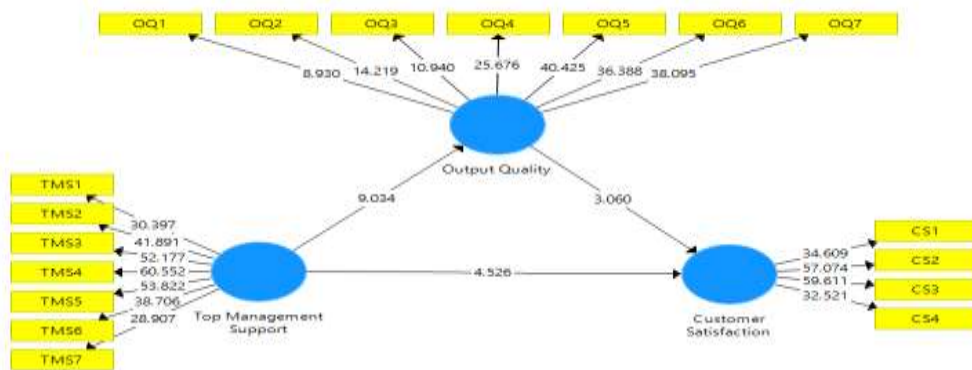 OQ1 OQ2 OQ3 OQ4 OQ5 OQ6 OQ7
8.930 14.219 10.940 25.676 40.425 36.388 38.095
Output Quality
9.034
3.060
4.526
TMS1
TMS2
TMS3
TMS4
TMS5
TMS6
TMS7
30.397
41.891
52.177
60.552
53.822
38.706
28.907
Top Management
Support
Customer
Satisfaction
34.609
57.074
59.611
32.521
CS1
CS2
CS3
CS4